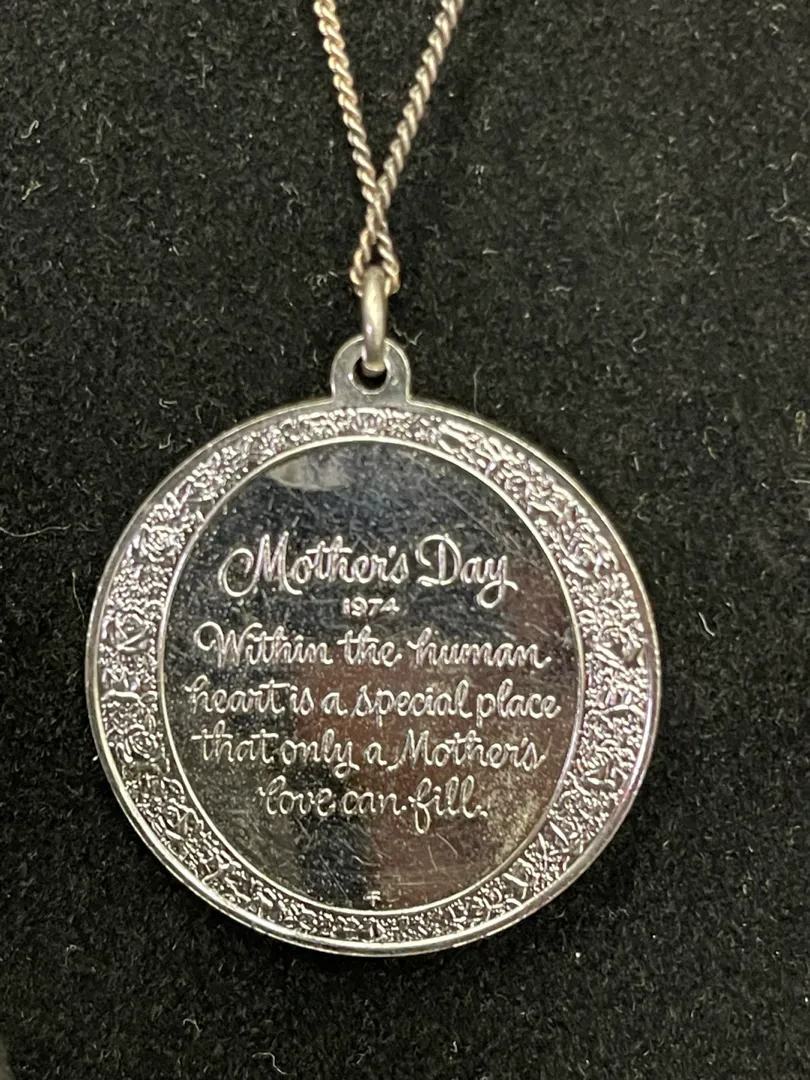 Mother's Day
1974
Within the human
heart is a special place
that only a Mother's
love can fill.